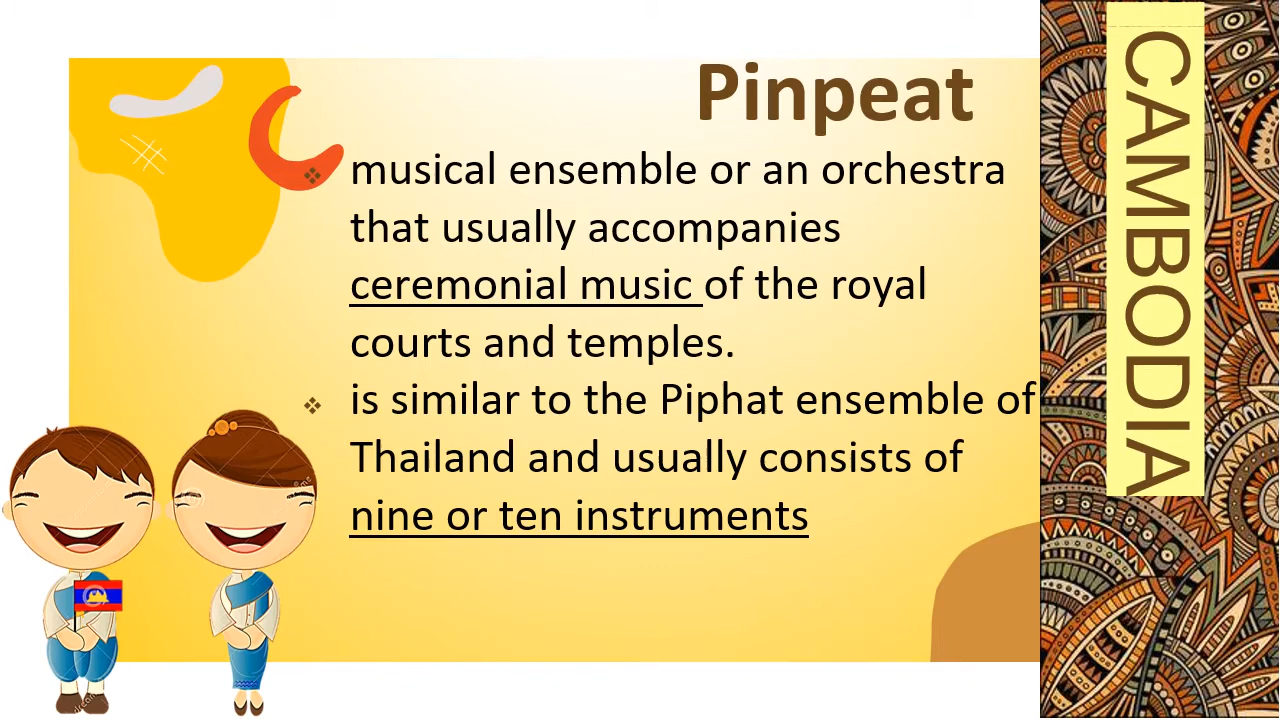 Pinpeat
❖ musical ensemble or an orchestra
that usually accompanies
ceremonial music of the royal
courts and temples.
❖ is similar to the Piphat ensemble of
Thailand and usually consists of
nine or ten instruments
CAMBODIA